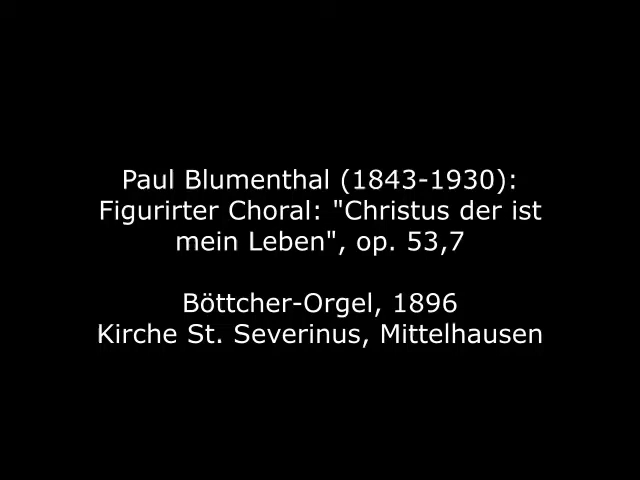 Paul Blumenthal (1843-1930):
Figurirter Choral: "Christus der ist
mein Leben", op. 53,7
Böttcher-Orgel, 1896
Kirche St. Severinus, Mittelhausen